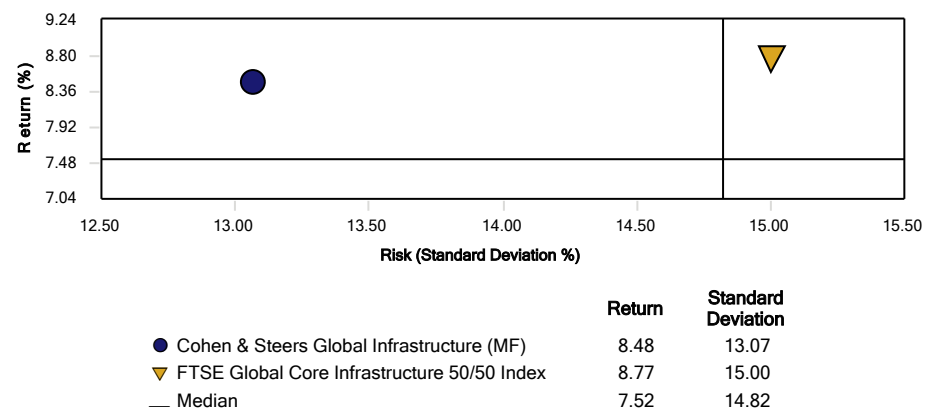 9.24
8.80
8.36
7.92
7.48
7.04
Return (%)
12.50 13.00 13.50 14.00 14.50 15.00 15.50
Risk (Standard Deviation %)
Return Standard Deviation
Cohen & Steers Global Infrastructure (MF) 8.48 13.07
FTSE Global Core Infrastructure 50/50 Index 8.77 15.00
Median 7.52 14.82